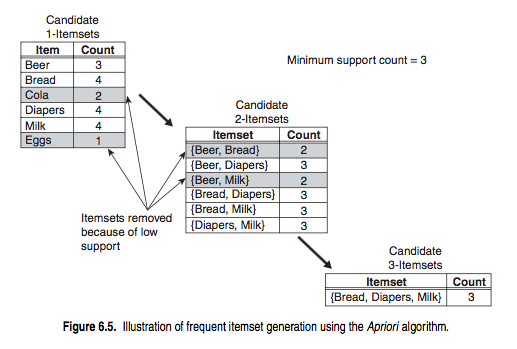 Candidate
1-Itemsets
Item Count
Beer 3
Bread 4
Cola 2
Diapers 4
Milk 4
Eggs 1
Minimum support count = 3
Candidate
2-Itemsets
Itemset Count
{Beer, Bread} 2
{Beer, Diapers} 3
{Beer, Milk} 2
{Bread, Diapers} 3
{Bread, Milk} 3
{Diapers, Milk} 3
Itemsets removed
because of low
support
Candidate
3-Itemsets
Itemset Count
{Bread, Diapers, Milk} 3
Figure 6.5. Illustration of frequent itemset generation using the Apriori algorithm.